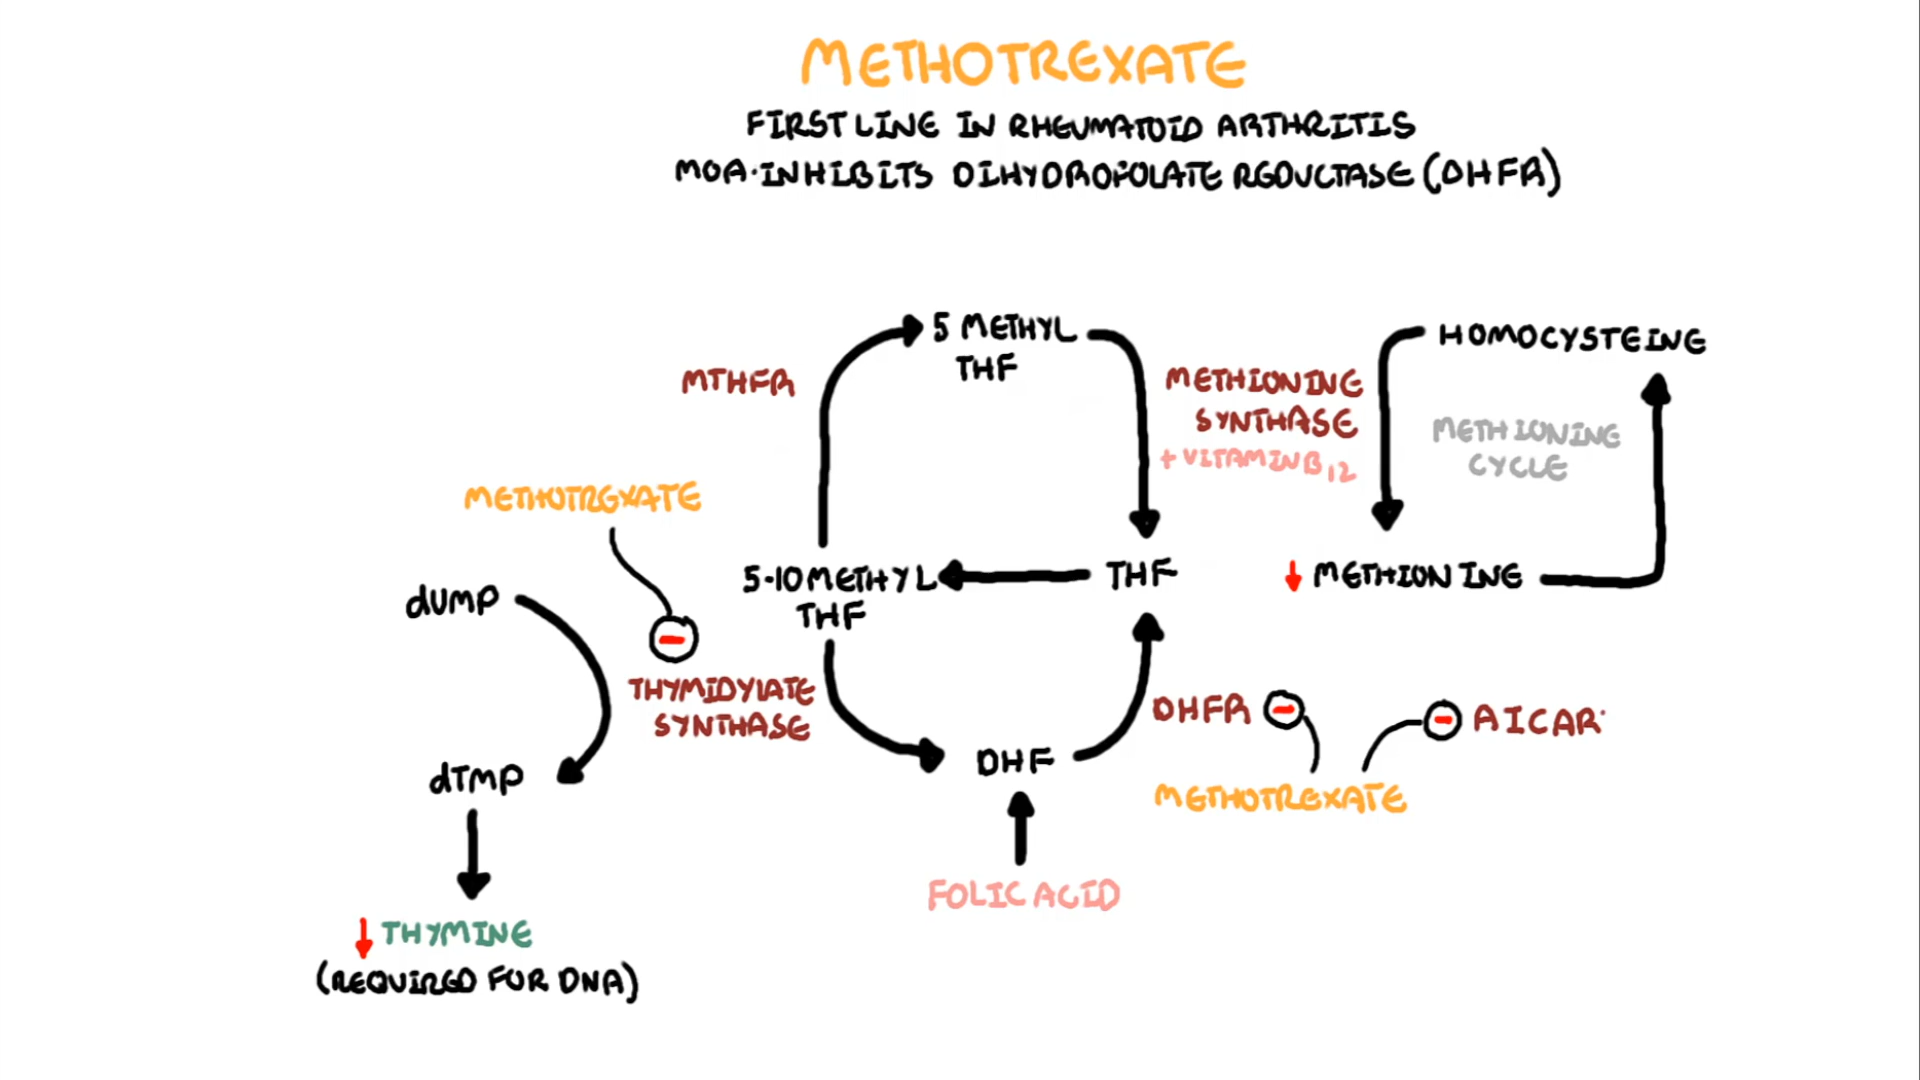 METHOTREXATE
FIRST LINE IN RHEUMATOID ARTHRITIS
MOA·INHIBITS DIHYDROFOLATE REDUCTASE (DHFR)
5 METHYL
THF
HOMOCYSTEINE
MTHFR
METHIONINE
SYNTHASE
+ VITAMIN B12
METHIONINE
CYCLE
METHOTREXATE
dUMP
5-10 METHYL
THF
THF
↓ METHIONINE
THYMIDYLATE
SYNTHASE
DHFR
AICAR
dTMP
DHF
METHOTREXATE
FOLIC ACID
↓ THYMINE
(REQUIRED FOR DNA)